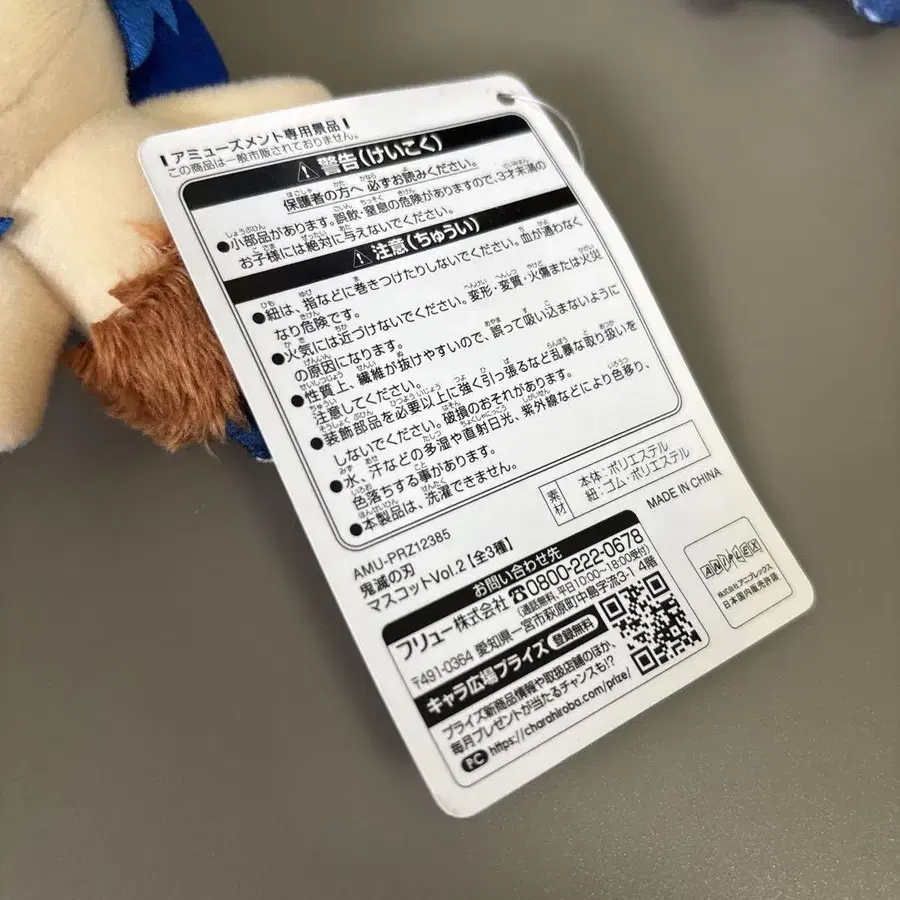 アミューズメント専用景品
この商品は一般市販されておりません。
警告(けいこく)
保護者の方へ 必ずお読みください。
●小部品があります。誤飲・窒息の危険がありますので、3才未満の
お子様には絶対に与えないでください。
注意(ちゅうい)
●紐は、指などに巻きつけたりしないでください。血が通わなく
なり危険です。
●火気には近づけないでください。変形・変質・火傷または火災
の原因になります。
●性質上、繊維が抜けやすいので、誤って吸い込まないように
注意してください。
●装飾部品を必要以上に強く引っ張るなど乱暴な取り扱いを
しないでください。破損のおそれがあります。
●水、汗などの多湿や直射日光、紫外線などにより色移り、
色落ちする事があります。
●本製品は、洗濯できません。
素材
本体:ポリエステル
紐:ゴム・ポリエステル
MADE IN CHINA
AMU-PRZ12385
鬼滅の刃
マスコットVol.2【全3種】
お問い合わせ先
フリュー株式会社 ☎0800-222-0678
(通話無料、平日10:00~18:00受付)
〒491-0364 愛知県一宮市萩原町中島字流3-1 4階
キャラ広場プライズ 登録無料
プライズ新商品情報や取扱店舗のほか、
毎月プレゼントが当たるチャンスも!?
PC https://charahiroba.com/prize/
ANIPLEX
株式会社アニプレックス
日本国内販売許諾